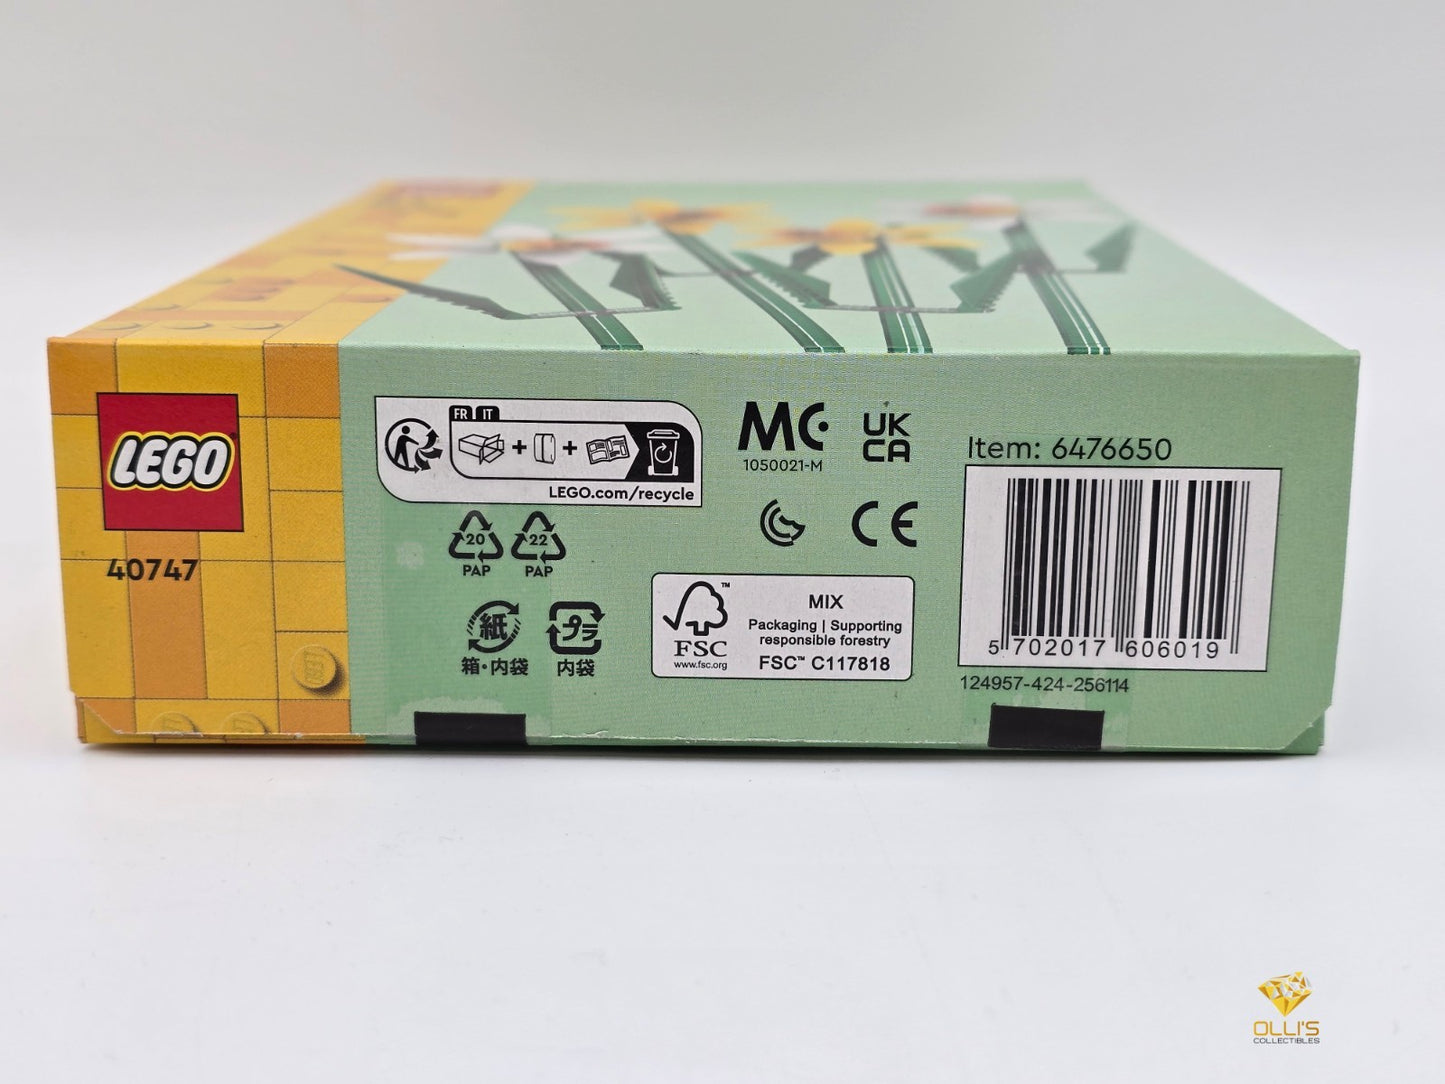 LEGO
40747
FR IT
+ +
LEGO.com/recycle
20
PAP
22
PAP
紙
箱・内袋
プラ
内袋
1050021-M
UK
CA
CE
FSC™
www.fsc.org
MIX
Packaging | Supporting
responsible forestry
FSC™ C117818
Item: 6476650
5 702017 606019
124957-424-256114
OLLI'S
COLLECTIBLES